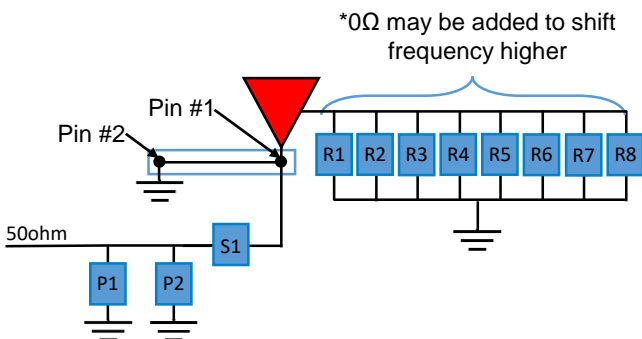 *0Ω may be added to shift
frequency higher
Pin #1
Pin #2
R1 R2 R3 R4 R5 R6 R7 R8
50ohm
S1
P1 P2